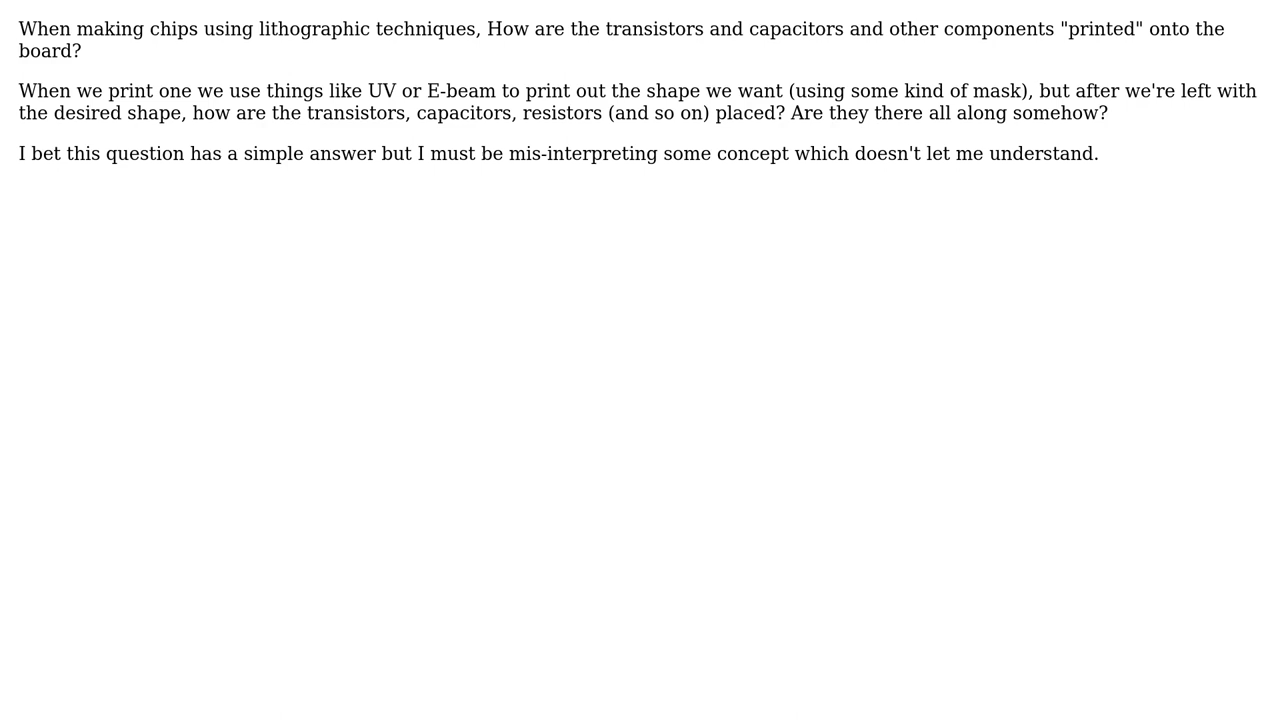 When making chips using lithographic techniques, How are the transistors and capacitors and other components "printed" onto the
board?
When we print one we use things like UV or E-beam to print out the shape we want (using some kind of mask), but after we're left with
the desired shape, how are the transistors, capacitors, resistors (and so on) placed? Are they there all along somehow?
I bet this question has a simple answer but I must be mis-interpreting some concept which doesn't let me understand.